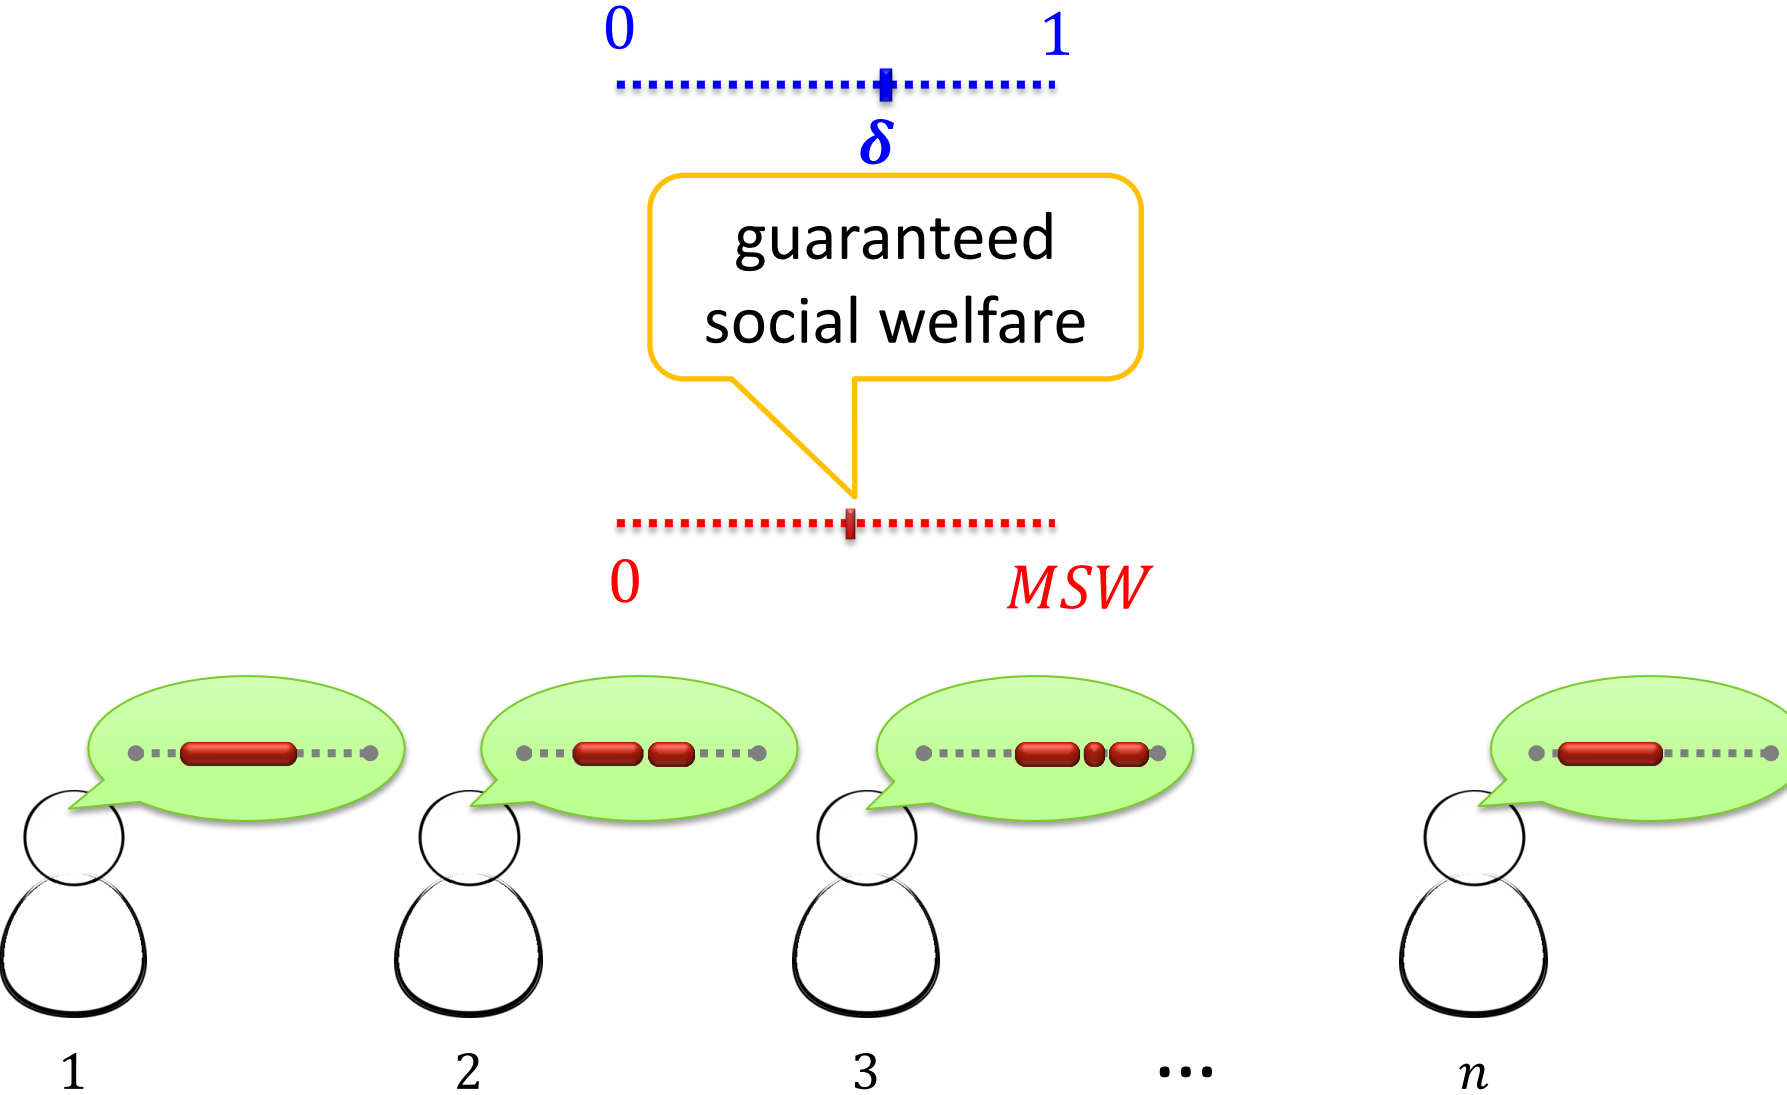 0 1
δ
guaranteed
social welfare
0 MSW
1 2 3 ... n